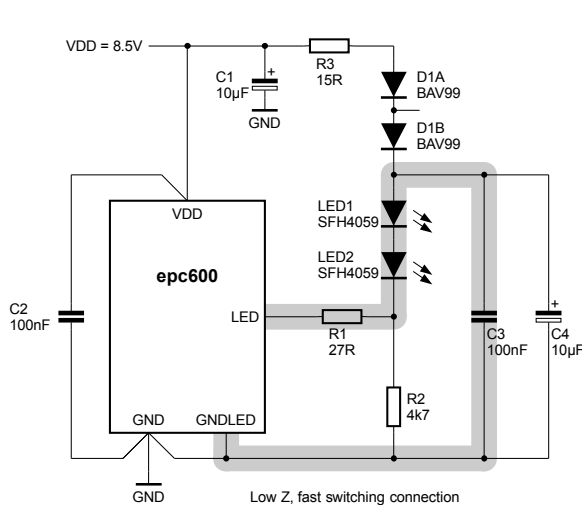 VDD = 8.5V
R3
15R
C1
10µF
+
GND
D1A
BAV99
D1B
BAV99
VDD
LED1
SFH4059
epc600
LED2
SFH4059
C2
100nF
LED
R1
27R
+
C3
100nF
C4
10µF
R2
4k7
GND
GNDLED
GND
Low Z, fast switching connection